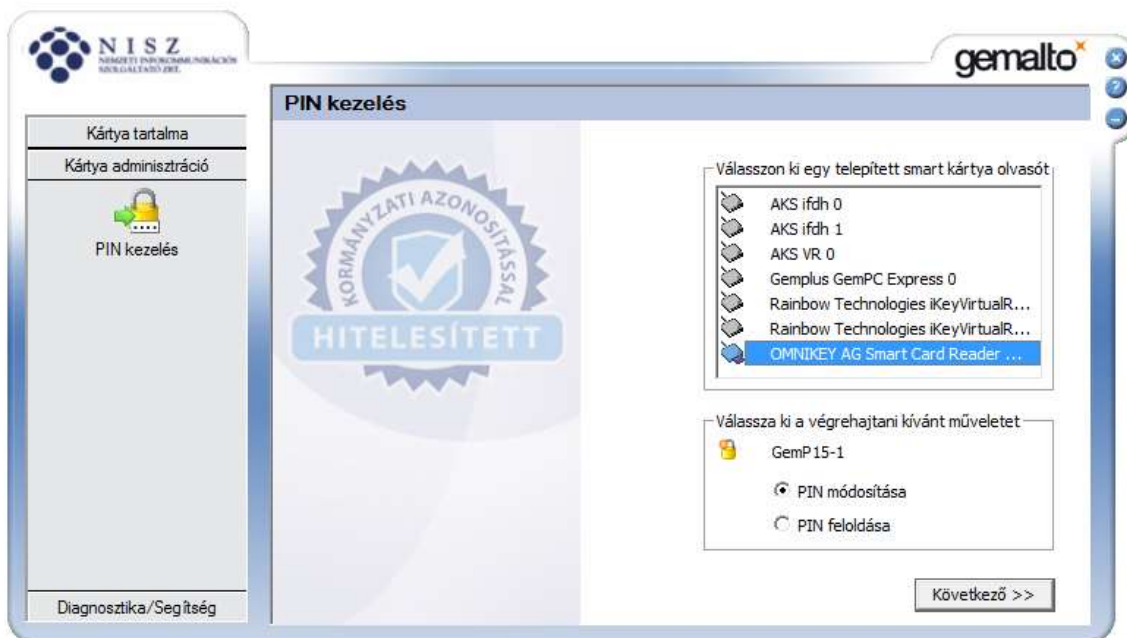 N I S Z
NEMZETI INFOKOMMUNIKÁCIÓS
SZOLGÁLTATÓ ZRT.
gemalto
PIN kezelés
Kártya tartalma
Kártya adminisztráció
PIN kezelés
Diagnosztika/Segítség
KORMÁNYZATI AZONOSÍTÁSSAL
HITELESÍTETT
Válasszon ki egy telepített smart kártya olvasót
AKS ifdh 0
AKS ifdh 1
AKS VR 0
Gemplus GemPC Express 0
Rainbow Technologies iKeyVirtualR...
Rainbow Technologies iKeyVirtualR...
OMNIKEY AG Smart Card Reader ...
Válassza ki a végrehajtani kívánt műveletet
GemP15-1
PIN módosítása
PIN feloldása
Következő >>